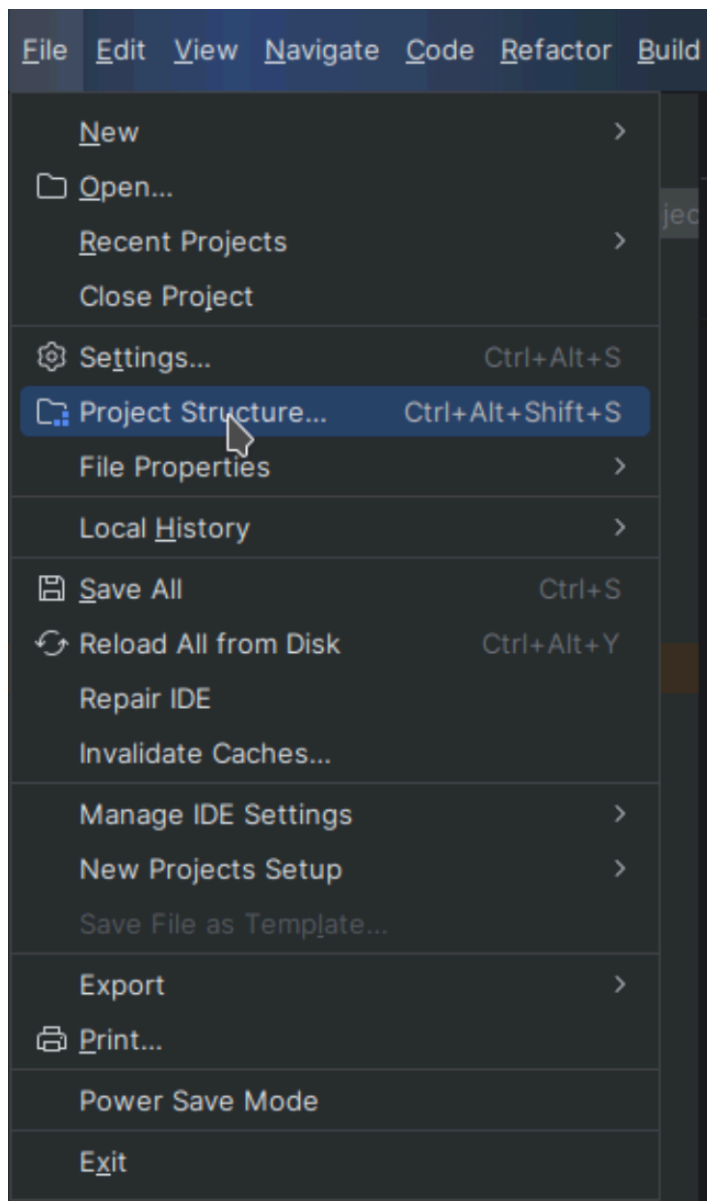 File Edit View Navigate Code Refactor Build
New
Open...
jec
Recent Projects
Close Project
Settings... Ctrl+Alt+S
Project Structure... Ctrl+Alt+Shift+S
File Properties
Local History
Save All Ctrl+S
Reload All from Disk Ctrl+Alt+Y
Repair IDE
Invalidate Caches...
Manage IDE Settings
New Projects Setup
Save File as Template...
Export
Print...
Power Save Mode
Exit